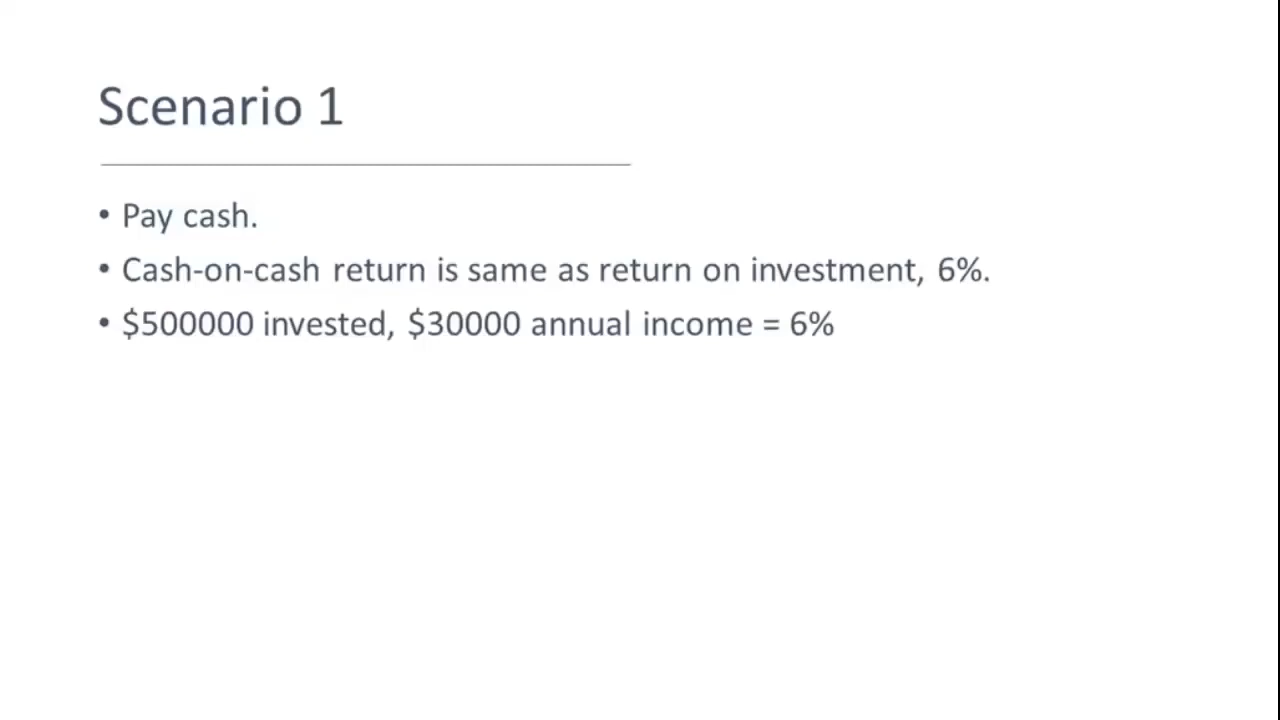 Scenario 1
• Pay cash.
• Cash-on-cash return is same as return on investment, 6%.
• $500000 invested, $30000 annual income = 6%